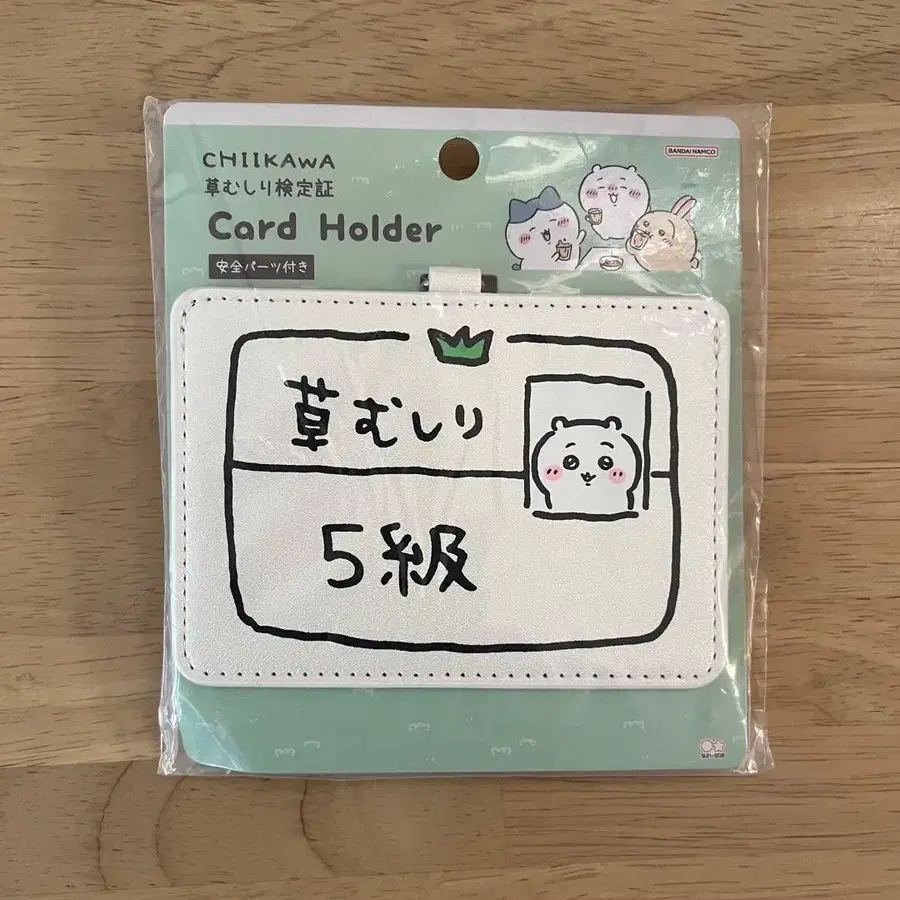 CHIIKAWA
BANDAI NAMCO
草むしり検定証
Card Holder
安全パーツ付き
草むしり
5級
sun-star